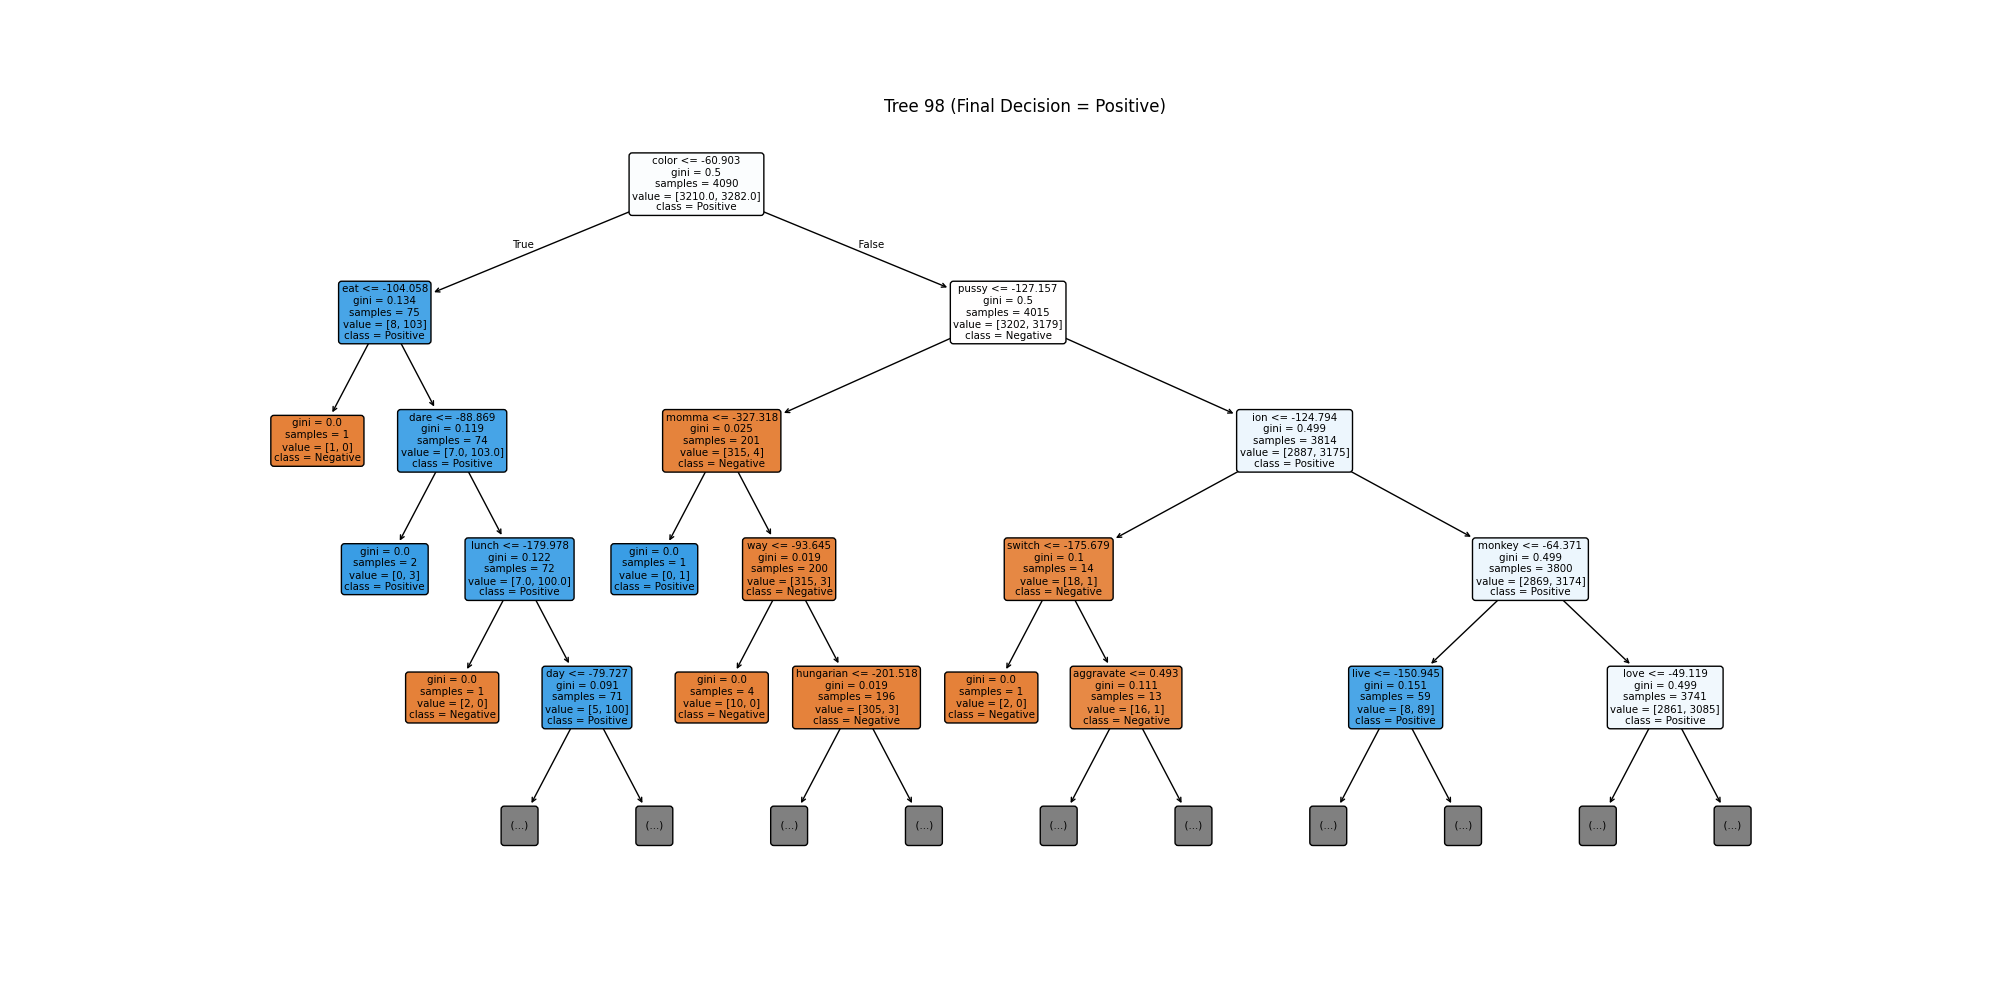 Tree 98 (Final Decision = Positive)
color <= -60.903
gini = 0.5
samples = 4090
value = [3210.0, 3282.0]
class = Positive
True
False
eat <= -104.058
gini = 0.134
samples = 75
value = [8, 103]
class = Positive
pussy <= -127.157
gini = 0.5
samples = 4015
value = [3202, 3179]
class = Negative
gini = 0.0
samples = 1
value = [1, 0]
class = Negative
dare <= -88.869
gini = 0.119
samples = 74
value = [7.0, 103.0]
class = Positive
momma <= -327.318
gini = 0.025
samples = 201
value = [315, 4]
class = Negative
ion <= -124.794
gini = 0.499
samples = 3814
value = [2887, 3175]
class = Positive
gini = 0.0
samples = 2
value = [0, 3]
class = Positive
lunch <= -179.978
gini = 0.122
samples = 72
value = [7.0, 100.0]
class = Positive
gini = 0.0
samples = 1
value = [0, 1]
class = Positive
way <= -93.645
gini = 0.019
samples = 200
value = [315, 3]
class = Negative
switch <= -175.679
gini = 0.1
samples = 14
value = [18, 1]
class = Negative
monkey <= -64.371
gini = 0.499
samples = 3800
value = [2869, 3174]
class = Positive
gini = 0.0
samples = 1
value = [2, 0]
class = Negative
day <= -79.727
gini = 0.091
samples = 71
value = [5, 100]
class = Positive
gini = 0.0
samples = 4
value = [10, 0]
class = Negative
hungarian <= -201.518
gini = 0.019
samples = 196
value = [305, 3]
class = Negative
gini = 0.0
samples = 1
value = [2, 0]
class = Negative
aggravate <= 0.493
gini = 0.111
samples = 13
value = [16, 1]
class = Negative
live <= -150.945
gini = 0.151
samples = 59
value = [8, 89]
class = Positive
love <= -49.119
gini = 0.499
samples = 3741
value = [2861, 3085]
class = Positive
(...)
(...)
(...)
(...)
(...)
(...)
(...)
(...)
(...)
(...)